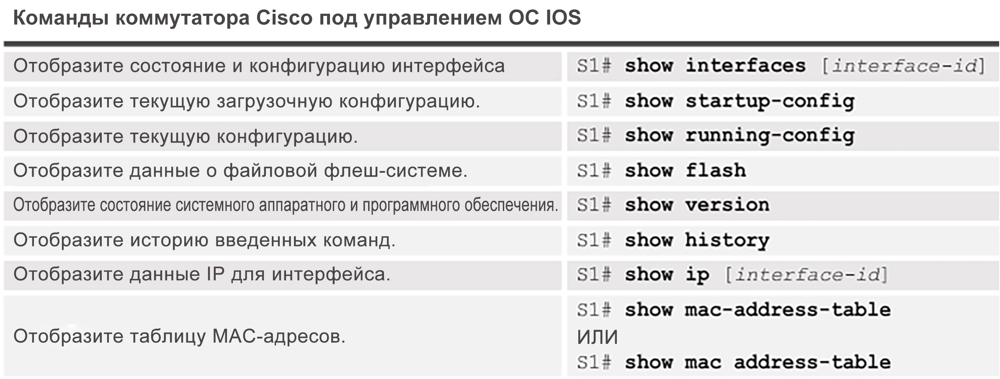 Команды коммутатора Cisco под управлением ОС IOS
Отобразите состояние и конфигурацию интерфейса S1# show interfaces [interface-id]
Отобразите текущую загрузочную конфигурацию. S1# show startup-config
Отобразите текущую конфигурацию. S1# show running-config
Отобразите данные о файловой флеш-системе. S1# show flash
Отобразите состояние системного аппаратного и программного обеспечения. S1# show version
Отобразите историю введенных команд. S1# show history
Отобразите данные IP для интерфейса. S1# show ip [interface-id]
Отобразите таблицу MAC-адресов.
S1# show mac-address-table
ИЛИ
S1# show mac address-table